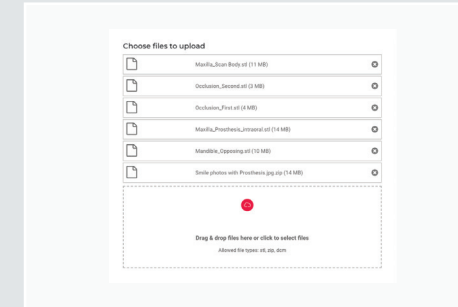 Choose files to upload
Maxilla_Scan Body.stl (11 MB)
Occlusion_Second.stl (3 MB)
Occlusion_First.stl (4 MB)
Maxilla_Prosthesis_intraoral.stl (14 MB)
Mandible_Opposing.stl (10 MB)
Smile photos with Prosthesis.jpg.zip (14 MB)
Drag & drop files here or click to select files
Allowed file types: stl, zip, dcm